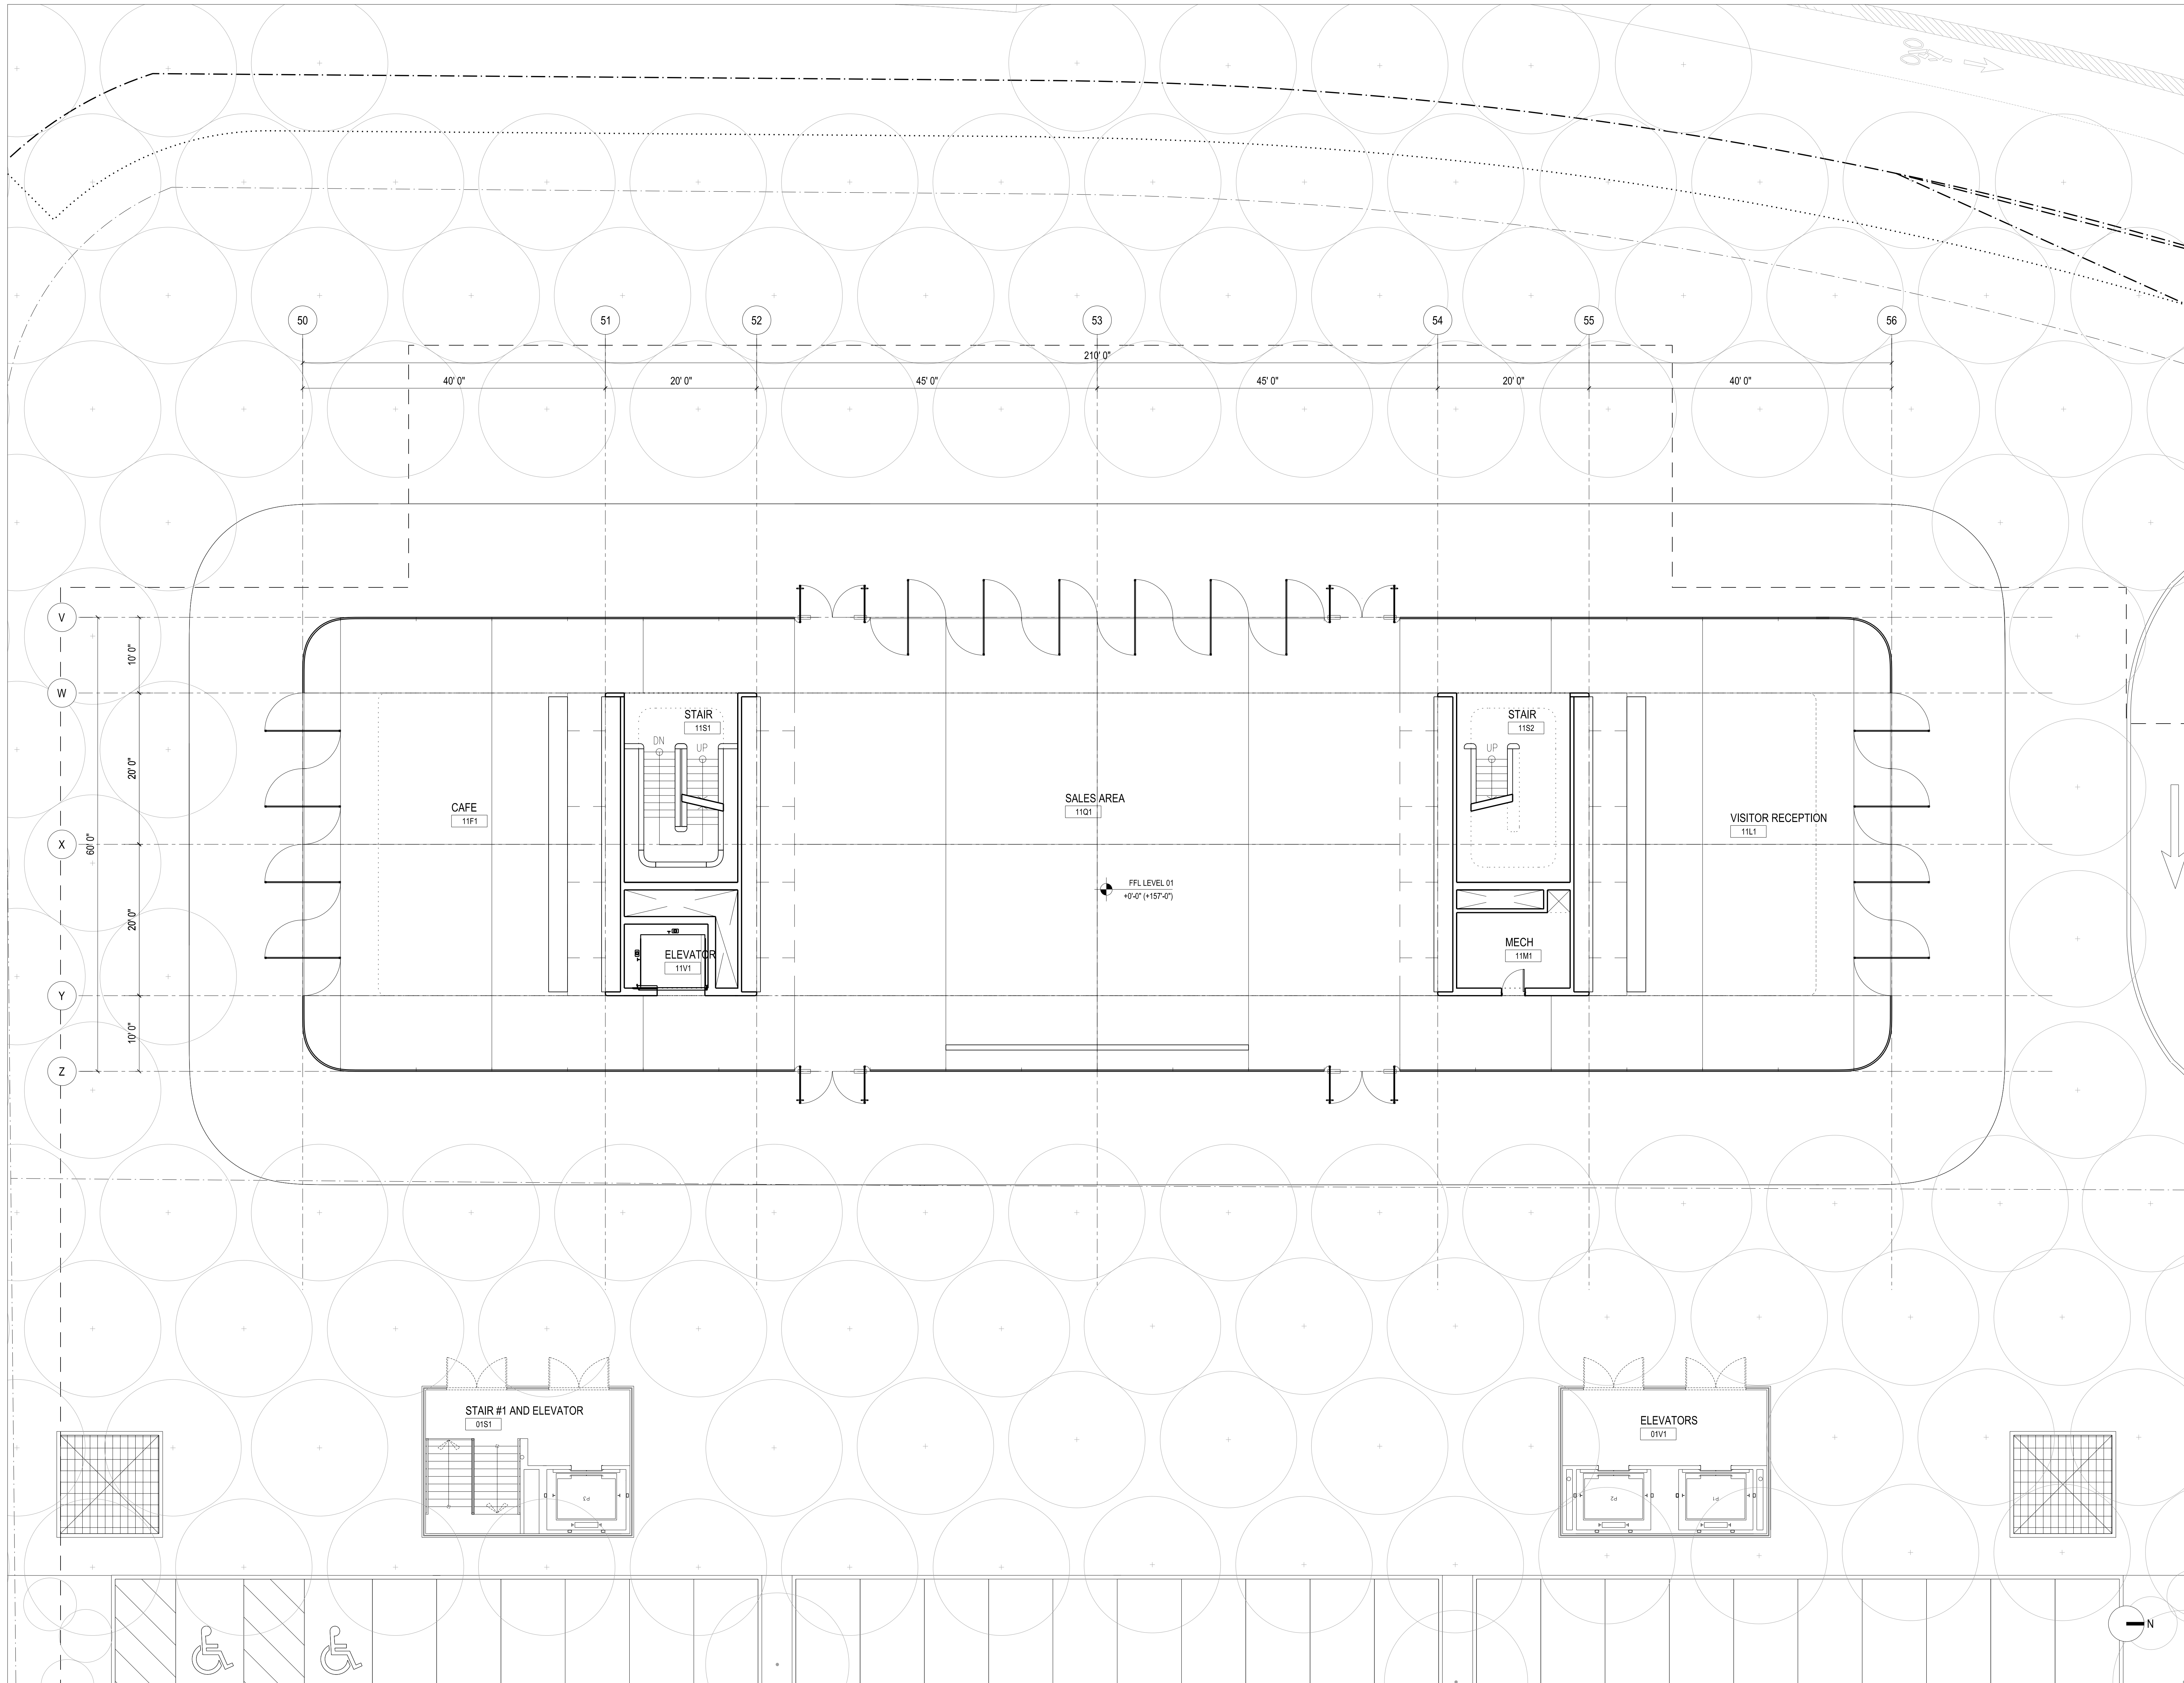 50 51 52 53 54 55 56
210' 0"
40' 0" 20' 0" 45' 0" 45' 0" 20' 0" 40' 0"
V
10' 0"
W
STAIR
11S1
STAIR
11S2
DN
UP
UP
20' 0"
CAFE
11F1
SALES AREA
11Q1
VISITOR RECEPTION
11L1
X
60' 0"
FFL LEVEL 01
+0'-0" (+157'-0")
20' 0"
ELEVATOR
11V1
MECH
11M1
Y
10' 0"
Z
STAIR #1 AND ELEVATOR
01S1
ELEVATORS
01V1
P3
P2
P1
N